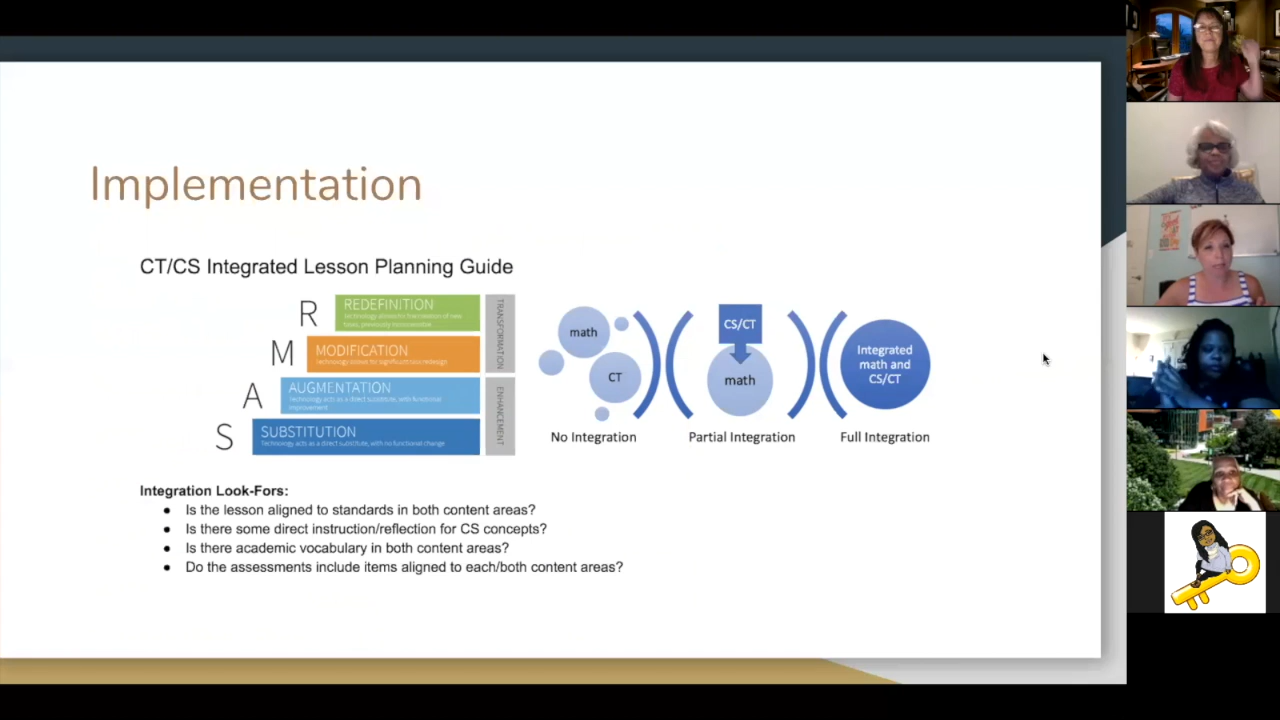 Implementation
CT/CS Integrated Lesson Planning Guide
R
REDEFINITION
Technology allows for the creation of new
tasks, previously inconceivable
M
MODIFICATION
Technology allows for significant task redesign
A
AUGMENTATION
Technology acts as a direct substitute, with functional
improvement
S
SUBSTITUTION
Technology acts as a direct substitute, with no functional change
TRANSFORMATION
ENHANCEMENT
math
CT
No Integration
CS/CT
math
Partial Integration
Integrated
math and
CS/CT
Full Integration
Integration Look-Fors:
● Is the lesson aligned to standards in both content areas?
● Is there some direct instruction/reflection for CS concepts?
● Is there academic vocabulary in both content areas?
● Do the assessments include items aligned to each/both content areas?